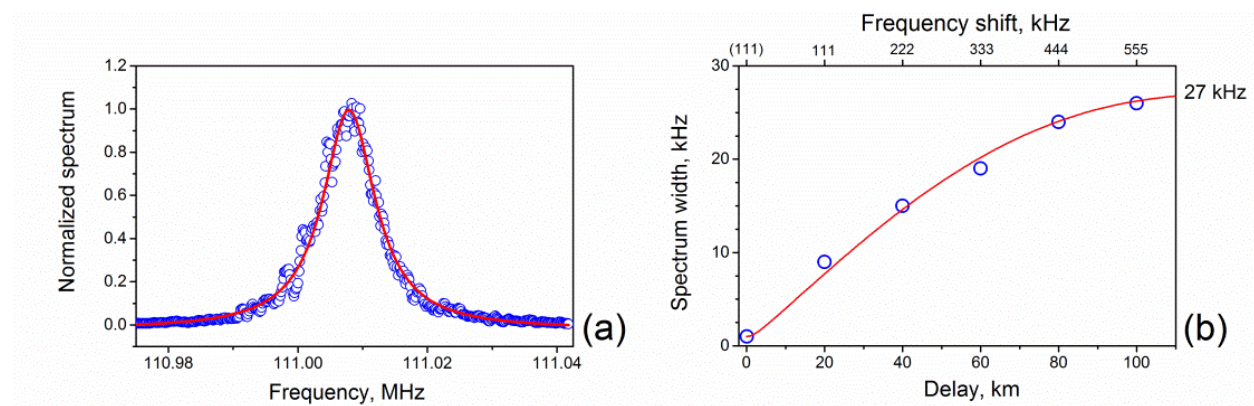 1.2
1.0
0.8
0.6
0.4
0.2
0.0
Normalized spectrum
110.98 111.00 111.02 111.04
Frequency, MHz
(a)
Frequency shift, kHz
(111) 111 222 333 444 555
30
20
10
0
Spectrum width, kHz
27 kHz
0 20 40 60 80 100
Delay, km
(b)